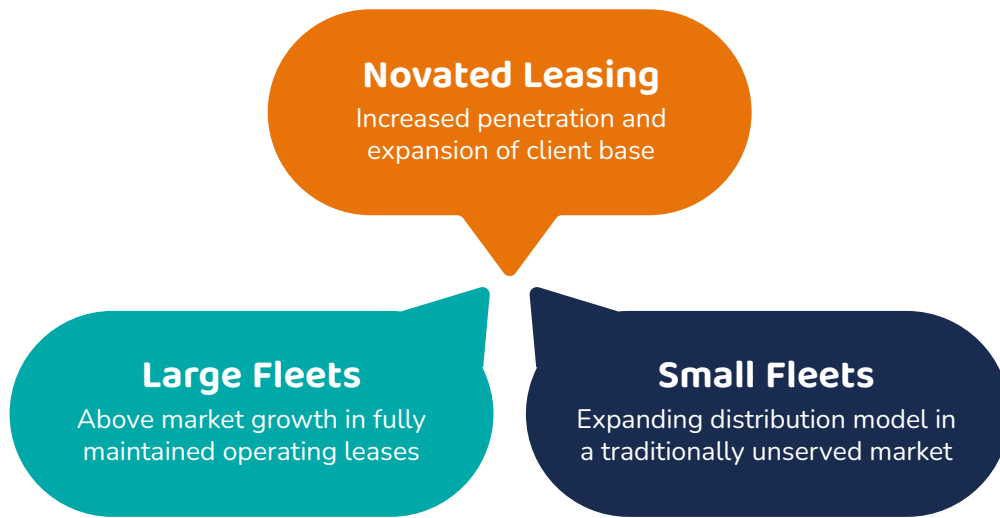 Novated Leasing
Increased penetration and
expansion of client base
Large Fleets
Above market growth in fully
maintained operating leases
Small Fleets
Expanding distribution model in
a traditionally unserved market